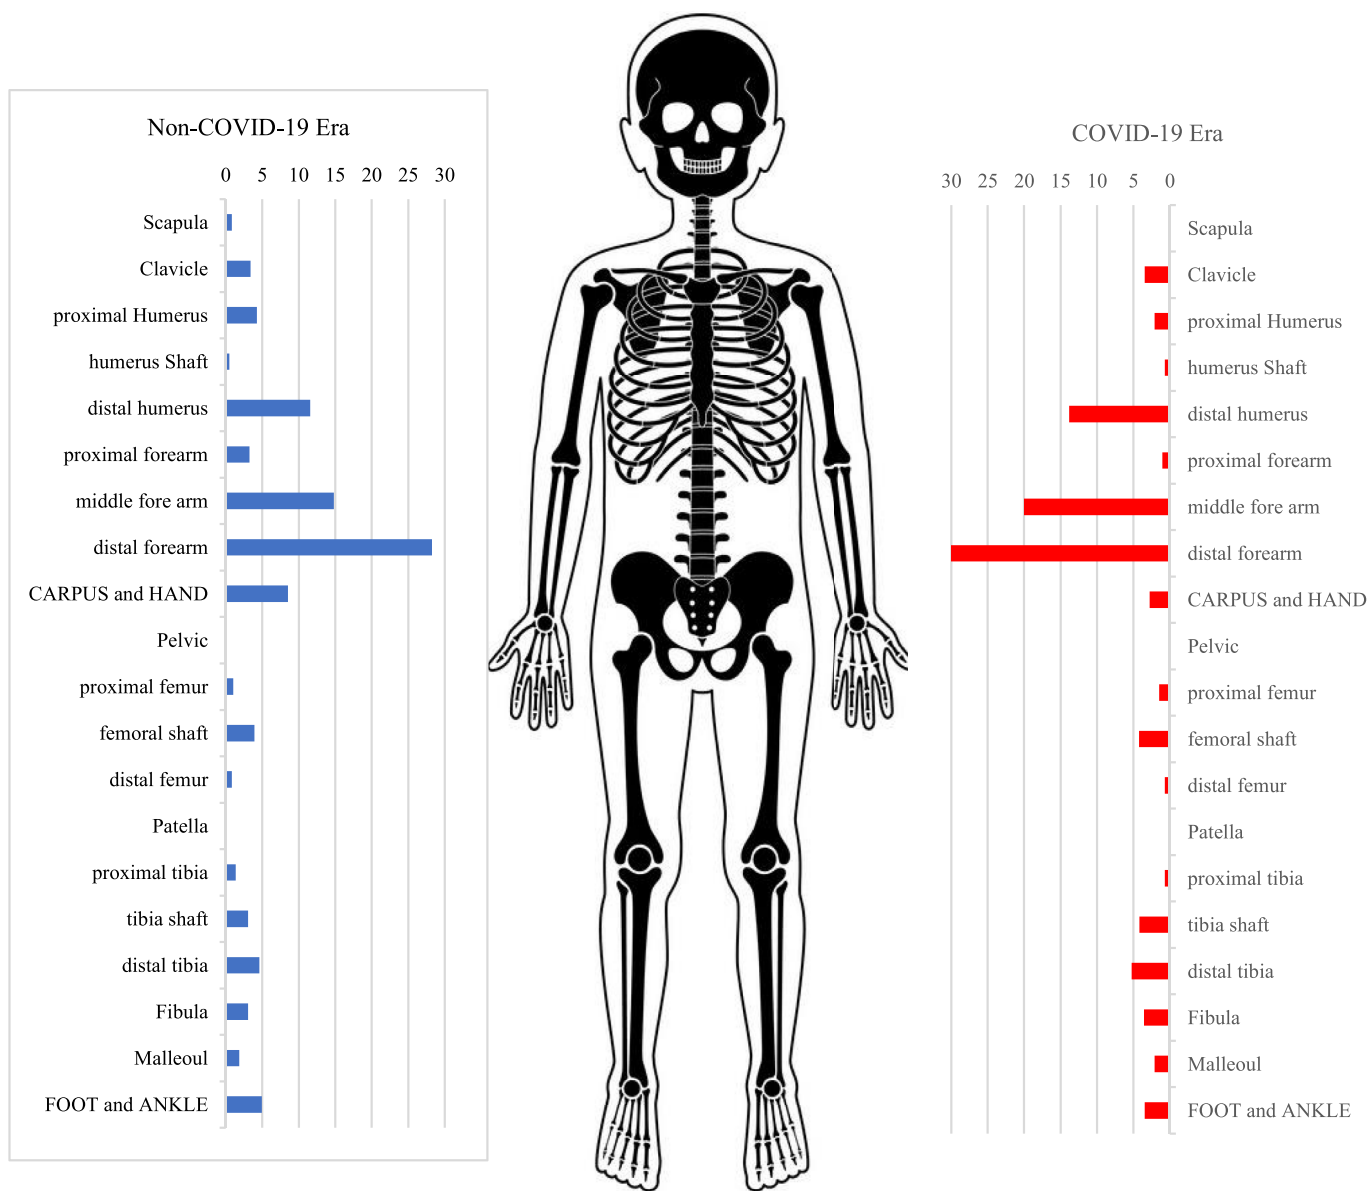 Non-COVID-19 Era
0 5 10 15 20 25 30
Scapula
Clavicle
proximal Humerus
humerus Shaft
distal humerus
proximal forearm
middle fore arm
distal forearm
CARPUS and HAND
Pelvic
proximal femur
femoral shaft
distal femur
Patella
proximal tibia
tibia shaft
distal tibia
Fibula
Malleoul
FOOT and ANKLE
COVID-19 Era
30 25 20 15 10 5 0
Scapula
Clavicle
proximal Humerus
humerus Shaft
distal humerus
proximal forearm
middle fore arm
distal forearm
CARPUS and HAND
Pelvic
proximal femur
femoral shaft
distal femur
Patella
proximal tibia
tibia shaft
distal tibia
Fibula
Malleoul
FOOT and ANKLE